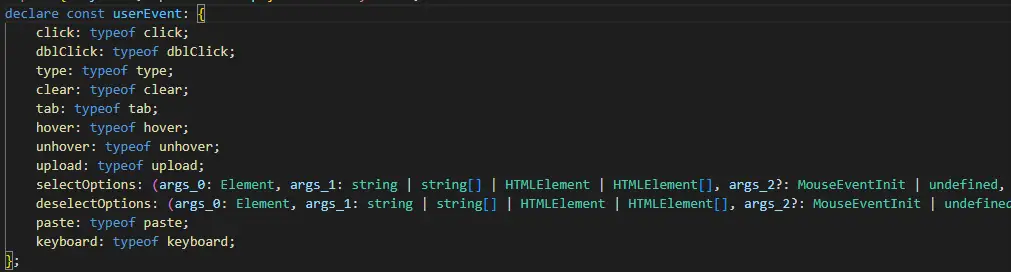 declare const userEvent: {
    click: typeof click;
    dblClick: typeof dblClick;
    type: typeof type;
    clear: typeof clear;
    tab: typeof tab;
    hover: typeof hover;
    unhover: typeof unhover;
    upload: typeof upload;
    selectOptions: (args_0: Element, args_1: string | string[] | HTMLElement | HTMLElement[], args_2?: MouseEventInit | undefined,
    deselectOptions: (args_0: Element, args_1: string | string[] | HTMLElement | HTMLElement[], args_2?: MouseEventInit | undefined
    paste: typeof paste;
    keyboard: typeof keyboard;
};